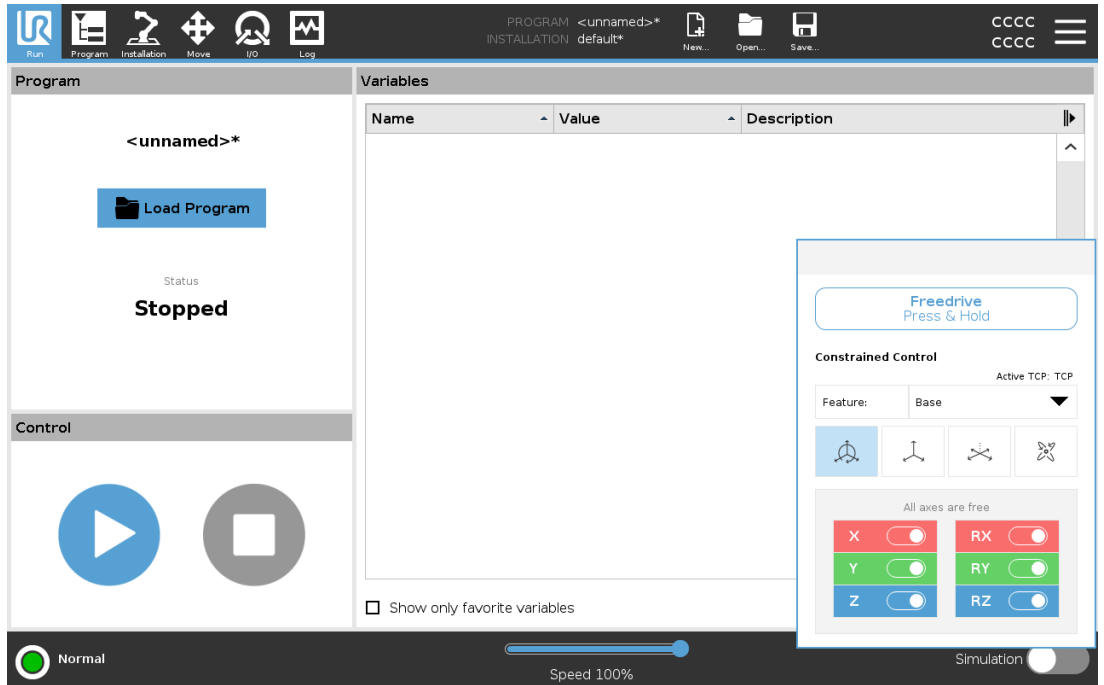 PROGRAM <unnamed>*
INSTALLATION default*
CCCC
CCCC
Run Program Installation Move I/O Log New... Open... Save...
Program
<unnamed>*
Load Program
Status
Stopped
Control
Variables
Name Value Description
Show only favorite variables
Freedrive
Press & Hold
Constrained Control
Active TCP: TCP
Feature: Base
All axes are free
X RX
Y RY
Z RZ
Normal
Speed 100%
Simulation